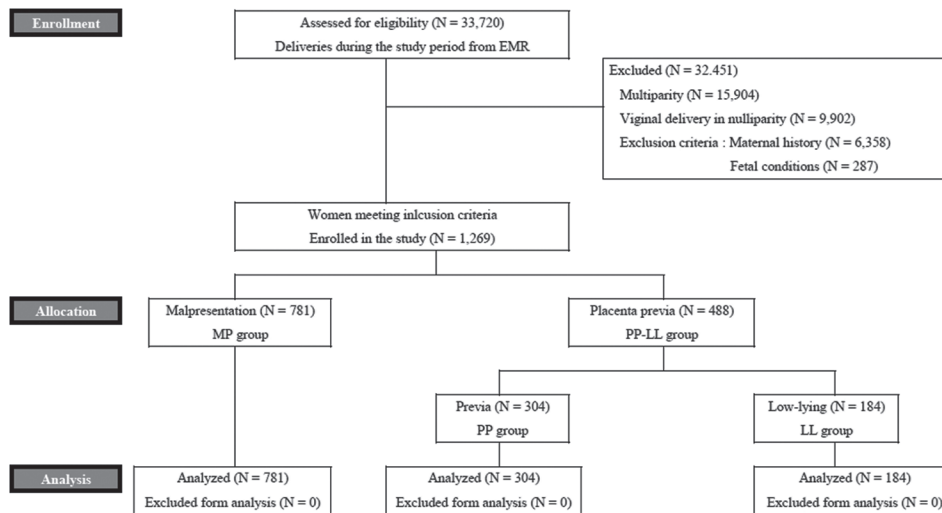 Enrollment
Assessed for eligibility (N = 33,720)
Deliveries during the study period from EMR
Excluded (N = 32.451)
Multiparity (N = 15,904)
Viginal delivery in nulliparity (N = 9,902)
Exclusion criteria : Maternal history (N = 6,358)
Fetal conditions (N = 287)
Women meeting inlcusion criteria
Enrolled in the study (N = 1,269)
Allocation
Malpresentation (N = 781)
MP group
Placenta previa (N = 488)
PP-LL group
Previa (N = 304)
PP group
Low-lying (N = 184)
LL group
Analysis
Analyzed (N = 781)
Excluded form analysis (N = 0)
Analyzed (N = 304)
Excluded form analysis (N = 0)
Analyzed (N = 184)
Excluded form analysis (N = 0)